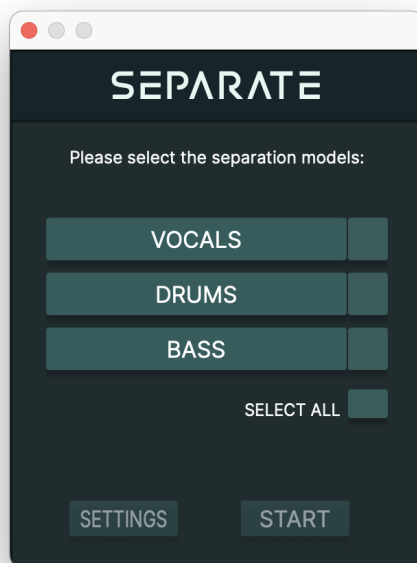 SEPARATE
Please select the separation models:
VOCALS
DRUMS
BASS
SELECT ALL
SETTINGS START